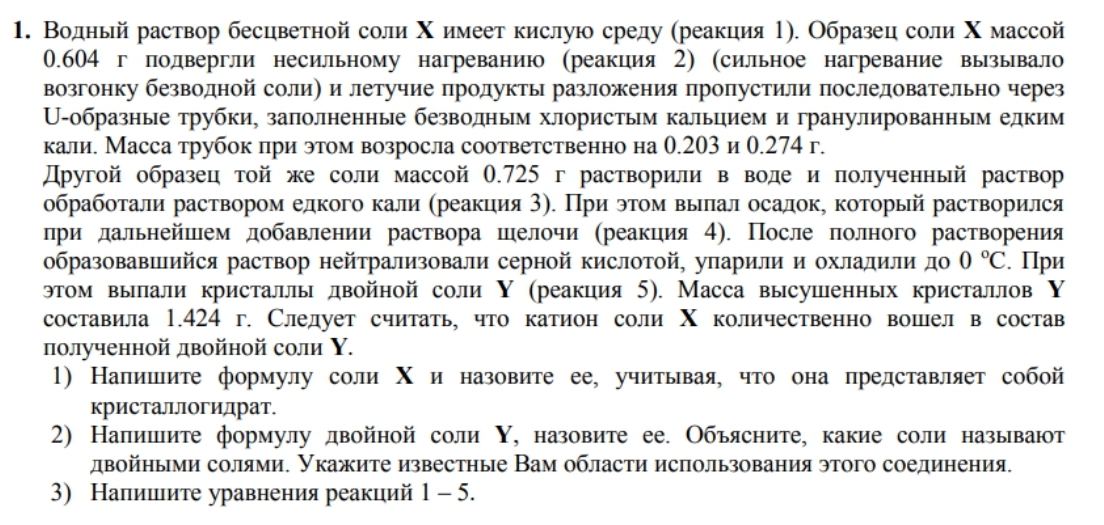 1. Водный раствор бесцветной соли X имеет кислую среду (реакция 1). Образец соли X массой
0.604 г подвергли несильному нагреванию (реакция 2) (сильное нагревание вызывало
возгонку безводной соли) и летучие продукты разложения пропустили последовательно через
U-образные трубки, заполненные безводным хлористым кальцием и гранулированным едким
кали. Масса трубок при этом возросла соответственно на 0.203 и 0.274 г.
Другой образец той же соли массой 0.725 г растворили в воде и полученный раствор
обработали раствором едкого кали (реакция 3). При этом выпал осадок, который растворился
при дальнейшем добавлении раствора щелочи (реакция 4). После полного растворения
образовавшийся раствор нейтрализовали серной кислотой, упарили и охладили до 0 ºС. При
этом выпали кристаллы двойной соли Y (реакция 5). Масса высушенных кристаллов Y
составила 1.424 г. Следует считать, что катион соли X количественно вошел в состав
полученной двойной соли Y.
1) Напишите формулу соли X и назовите ее, учитывая, что она представляет собой
кристаллогидрат.
2) Напишите формулу двойной соли Y, назовите ее. Объясните, какие соли называют
двойными солями. Укажите известные Вам области использования этого соединения.
3) Напишите уравнения реакций 1 – 5.